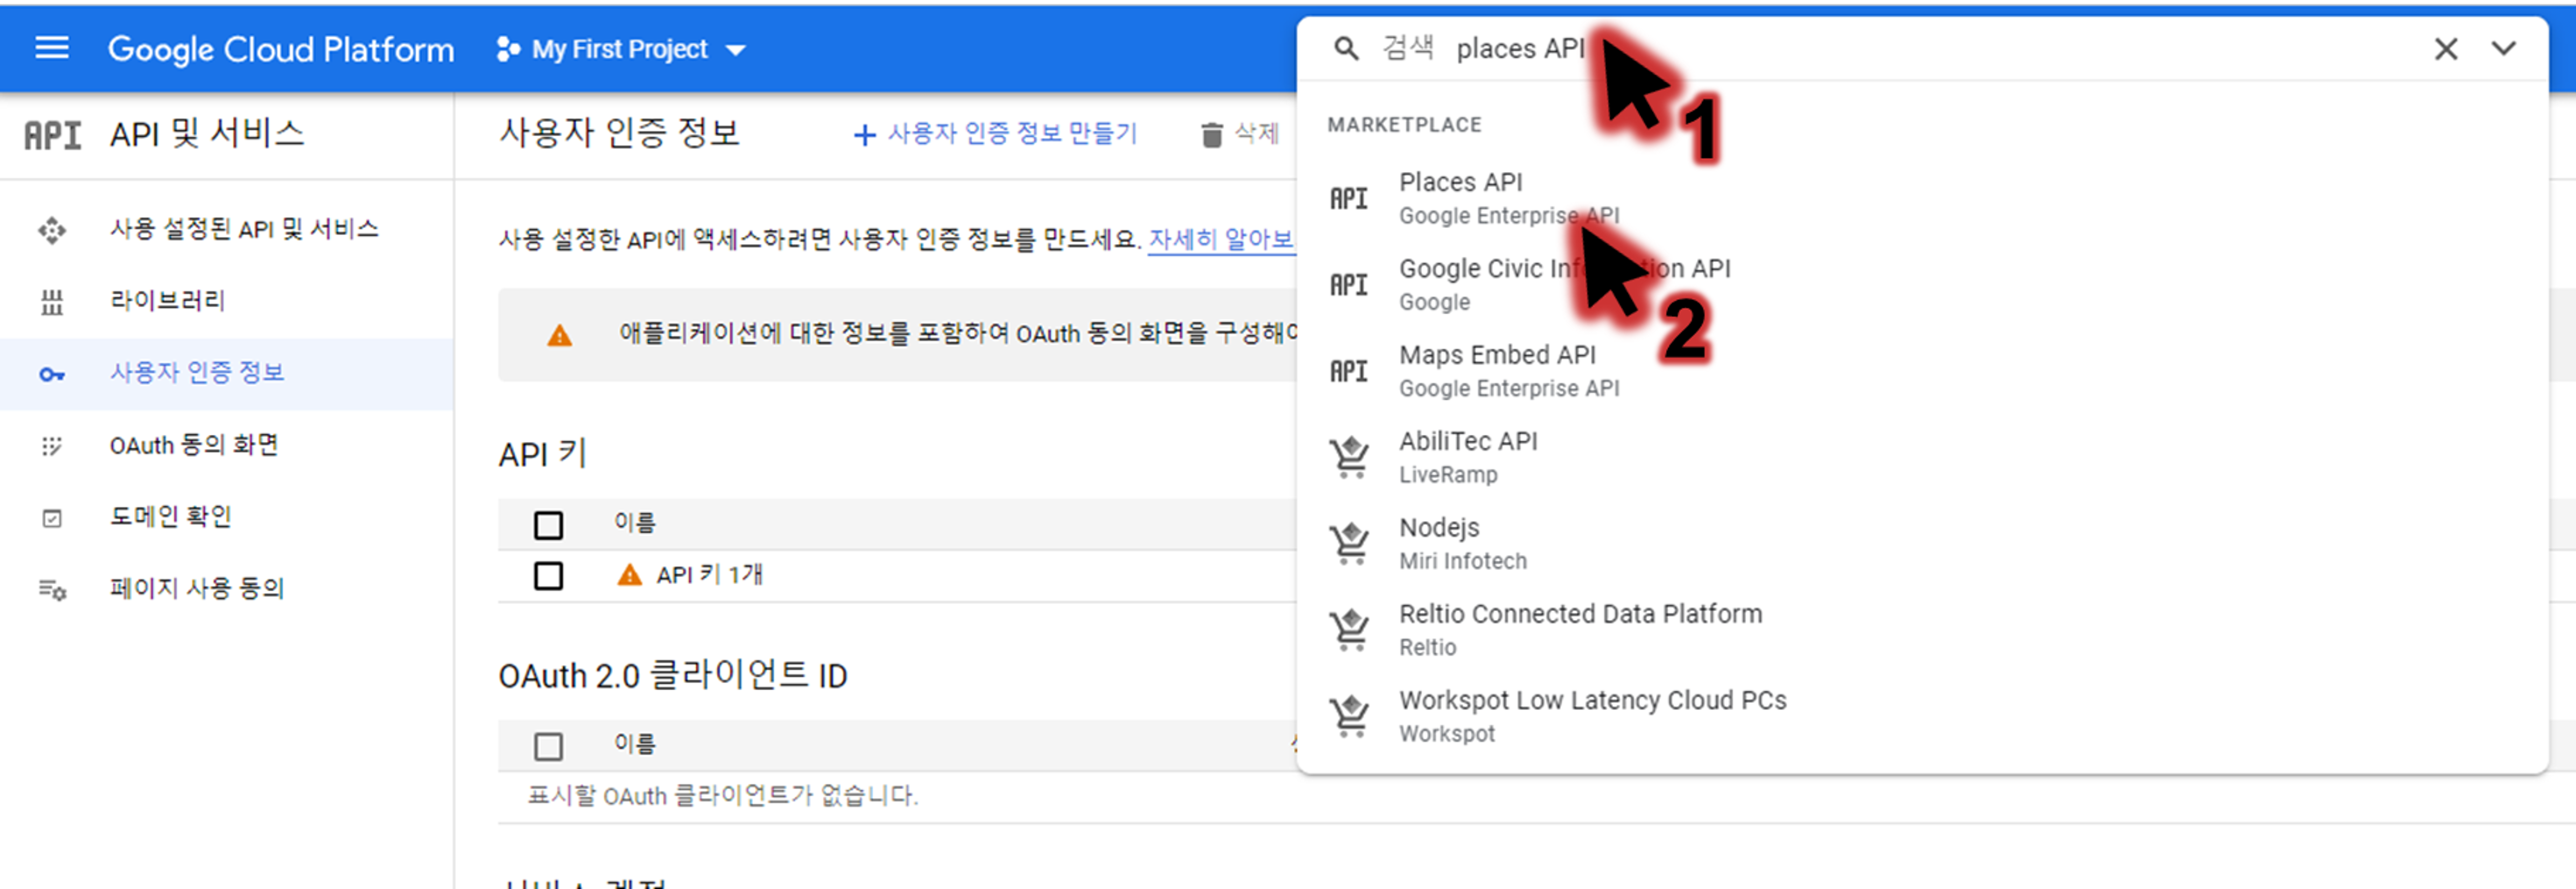 Google Cloud Platform
My First Project
검색 places API
1
API API 및 서비스
사용자 인증 정보
+ 사용자 인증 정보 만들기
삭제
사용 설정된 API 및 서비스
라이브러리
사용자 인증 정보
OAuth 동의 화면
도메인 확인
페이지 사용 동의
사용 설정한 API에 액세스하려면 사용자 인증 정보를 만드세요. 자세히 알아보
애플리케이션에 대한 정보를 포함하여 OAuth 동의 화면을 구성해야
API 키
이름
API 키 1개
OAuth 2.0 클라이언트 ID
이름
표시할 OAuth 클라이언트가 없습니다.
MARKETPLACE
API Places API
Google Enterprise API
2
API Google Civic Information API
Google
API Maps Embed API
Google Enterprise API
AbiliTec API
LiveRamp
Nodejs
Miri Infotech
Reltio Connected Data Platform
Reltio
Workspot Low Latency Cloud PCs
Workspot